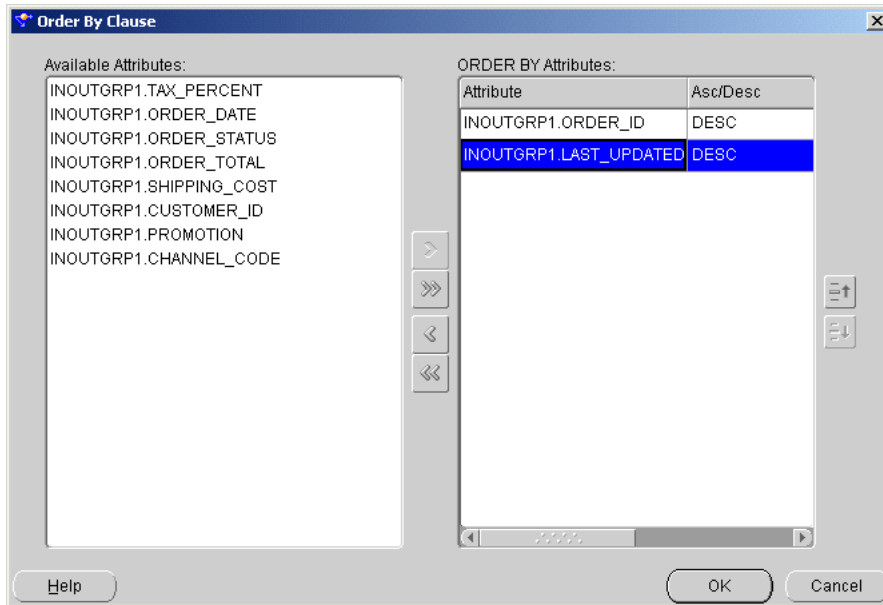 Order By Clause
Available Attributes:
INOUTGRP1.TAX_PERCENT
INOUTGRP1.ORDER_DATE
INOUTGRP1.ORDER_STATUS
INOUTGRP1.ORDER_TOTAL
INOUTGRP1.SHIPPING_COST
INOUTGRP1.CUSTOMER_ID
INOUTGRP1.PROMOTION
INOUTGRP1.CHANNEL_CODE
ORDER BY Attributes:
Attribute Asc/Desc
INOUTGRP1.ORDER_ID DESC
INOUTGRP1.LAST_UPDATED DESC
Help OK Cancel